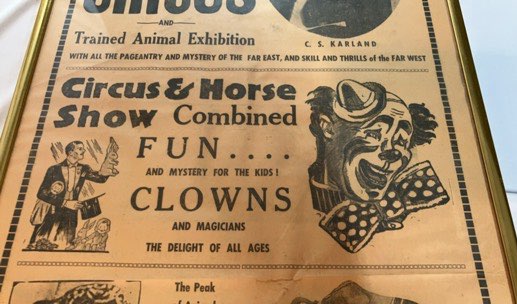 CIRCUS
AND
Trained Animal Exhibition
C. S. KARLAND
WITH ALL THE PAGEANTRY AND MYSTERY OF THE FAR EAST, AND SKILL AND THRILLS of the FAR WEST
Circus & Horse
Show Combined
FUN....
AND MYSTERY FOR THE KIDS!
CLOWNS
AND MAGICIANS
THE DELIGHT OF ALL AGES
The Peak